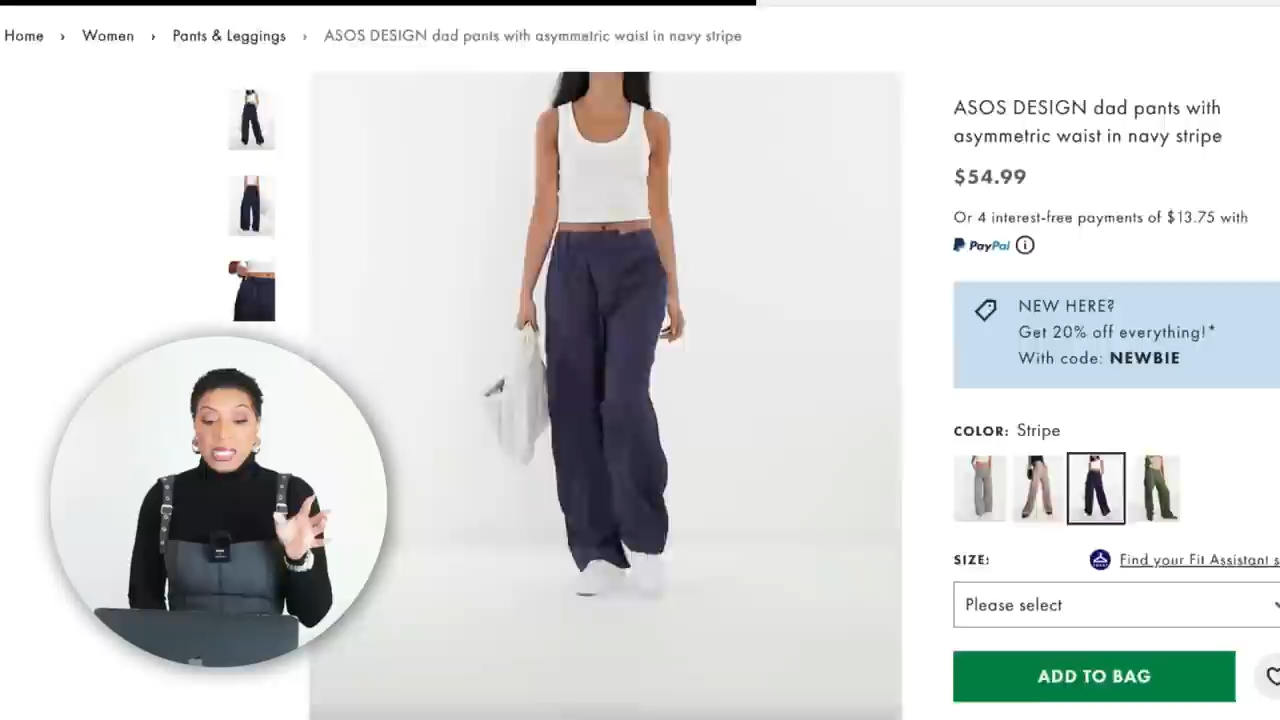 Home > Women > Pants & Leggings > ASOS DESIGN dad pants with asymmetric waist in navy stripe
ASOS DESIGN dad pants with
asymmetric waist in navy stripe
$54.99
Or 4 interest-free payments of $13.75 with
PayPal
NEW HERE?
Get 20% off everything!*
With code: NEWBIE
COLOR: Stripe
SIZE:
Find your Fit Assistant s
Please select
ADD TO BAG